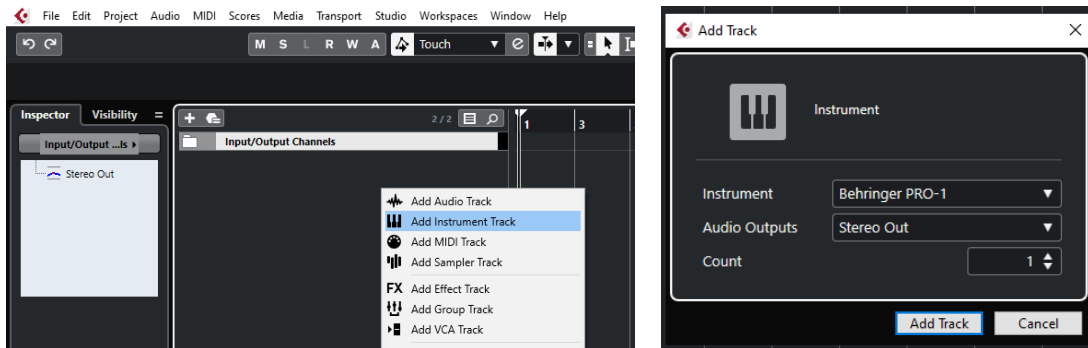 File Edit Project Audio MIDI Scores Media Transport Studio Workspaces Window Help
M S L R W A Touch
Inspector Visibility
2/2
1 3
Input/Output ...ls
Input/Output Channels
Stereo Out
Add Audio Track
Add Instrument Track
Add MIDI Track
Add Sampler Track
FX Add Effect Track
Add Group Track
Add VCA Track
Add Track
Instrument
Instrument Behringer PRO-1
Audio Outputs Stereo Out
Count 1
Add Track Cancel